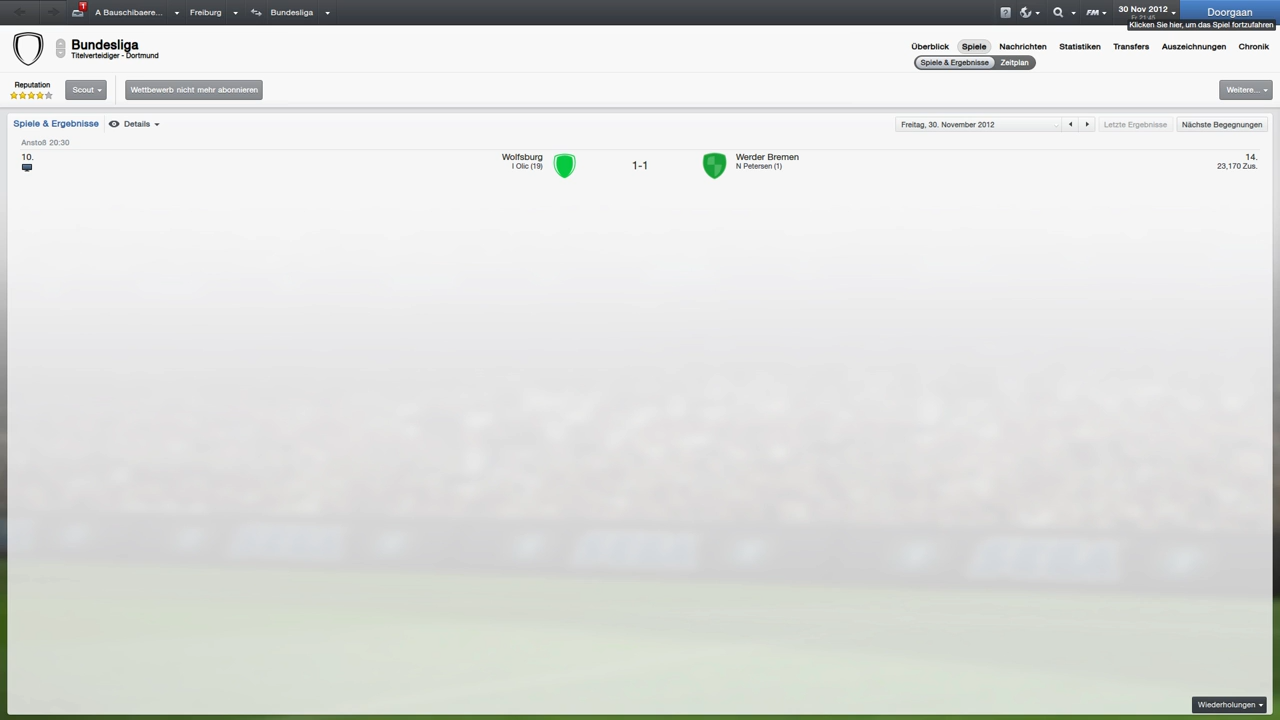 A Bauschibaere...
Freiburg
Bundesliga
FM
30 Nov 2012
Doorgaan
Klicken Sie hier, um das Spiel fortzufahren
Bundesliga
Titelverteidiger - Dortmund
Überblick
Spiele
Nachrichten
Statistiken
Transfers
Auszeichnungen
Chronik
Spiele & Ergebnisse
Zeitplan
Reputation
Scout
Wettbewerb nicht mehr abonnieren
Weitere...
Spiele & Ergebnisse
Details
Freitag, 30. November 2012
Letzte Ergebnisse
Nächste Begegnungen
Anstoß 20:30
10.
Wolfsburg
I Olic (19)
1-1
Werder Bremen
N Petersen (1)
14.
23,170 Zus.
Wiederholungen